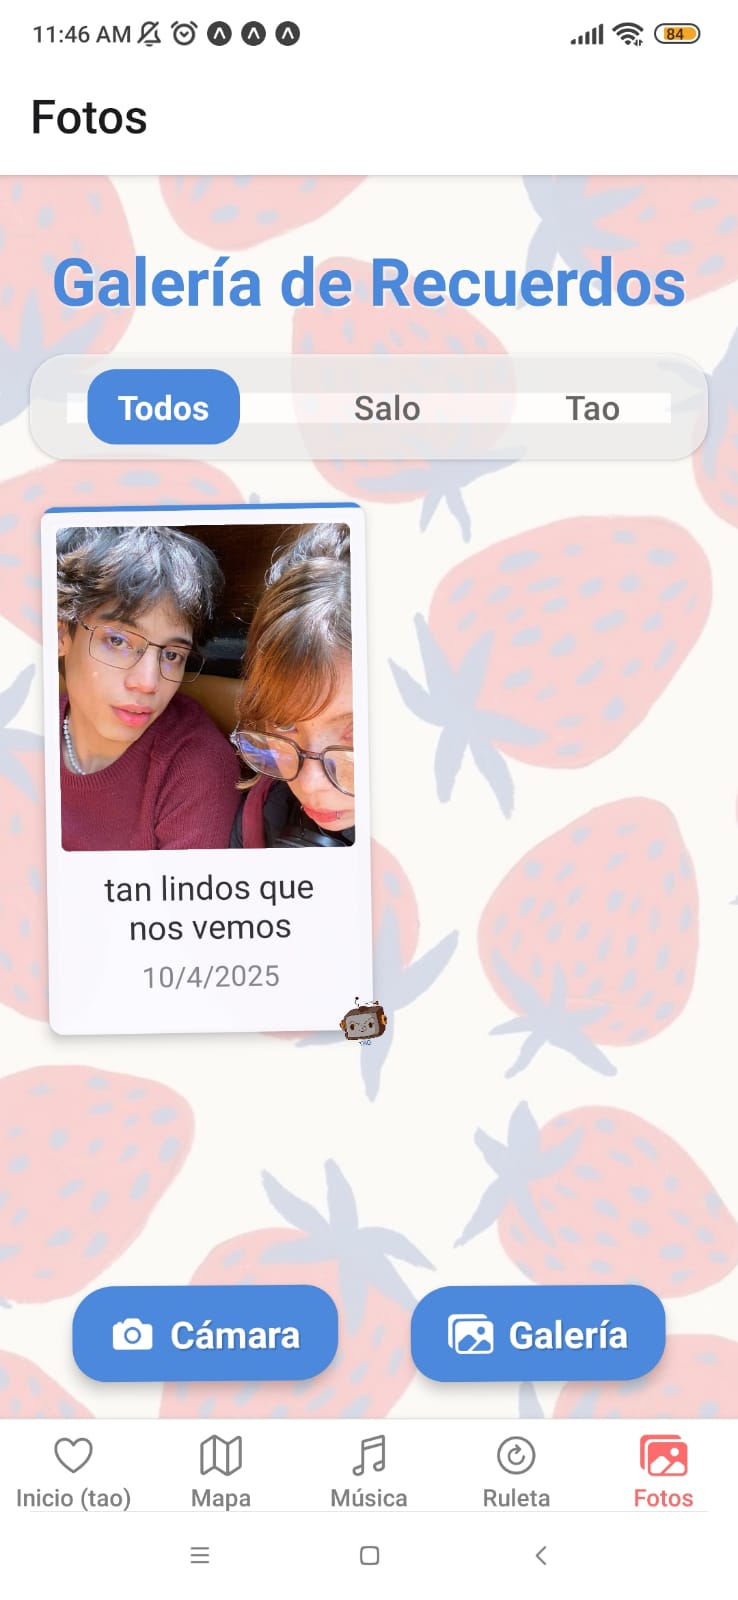 11:46 AM
84
Fotos
Galería de Recuerdos
Todos
Salo
Tao
tan lindos que
nos vemos
10/4/2025
TAO
Cámara
Galería
Inicio (tao)
Mapa
Música
Ruleta
Fotos